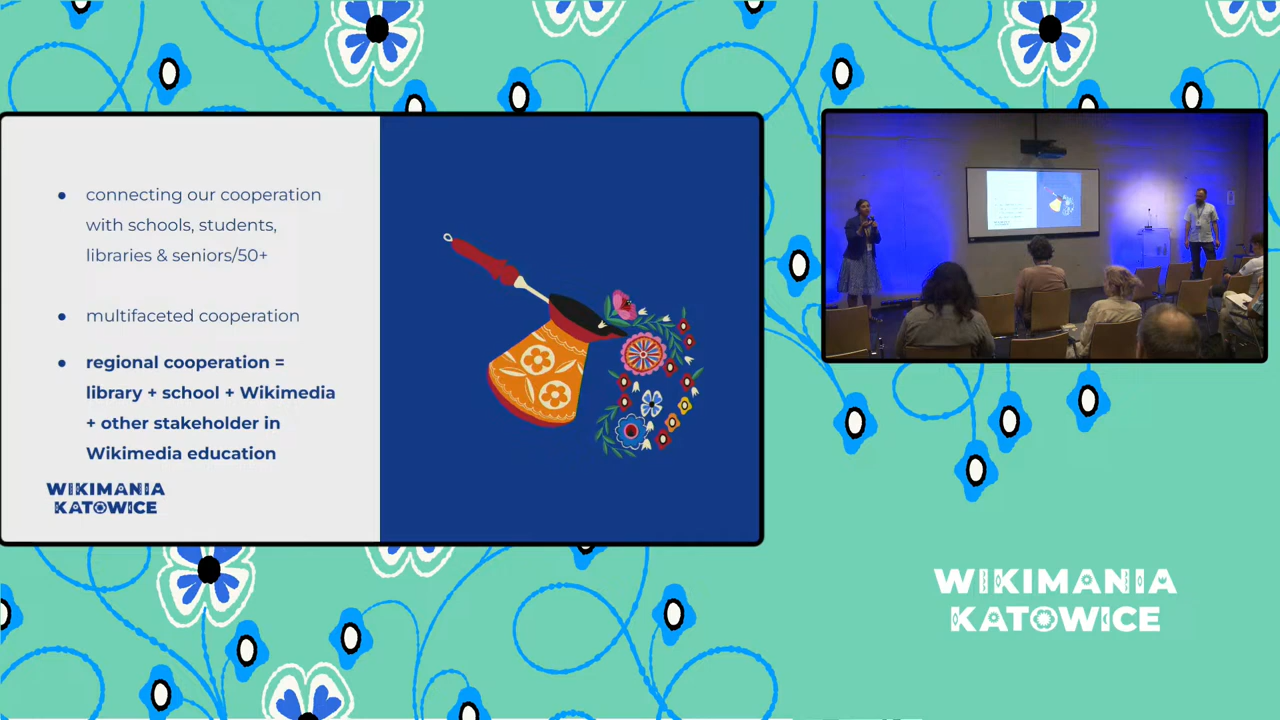 ● connecting our cooperation
with schools, students,
libraries & seniors/50+
● multifaceted cooperation
● regional cooperation =
library + school + Wikimedia
+ other stakeholder in
Wikimedia education
WIKIMANIA
KATOWICE
WIKIMANIA
KATOWICE